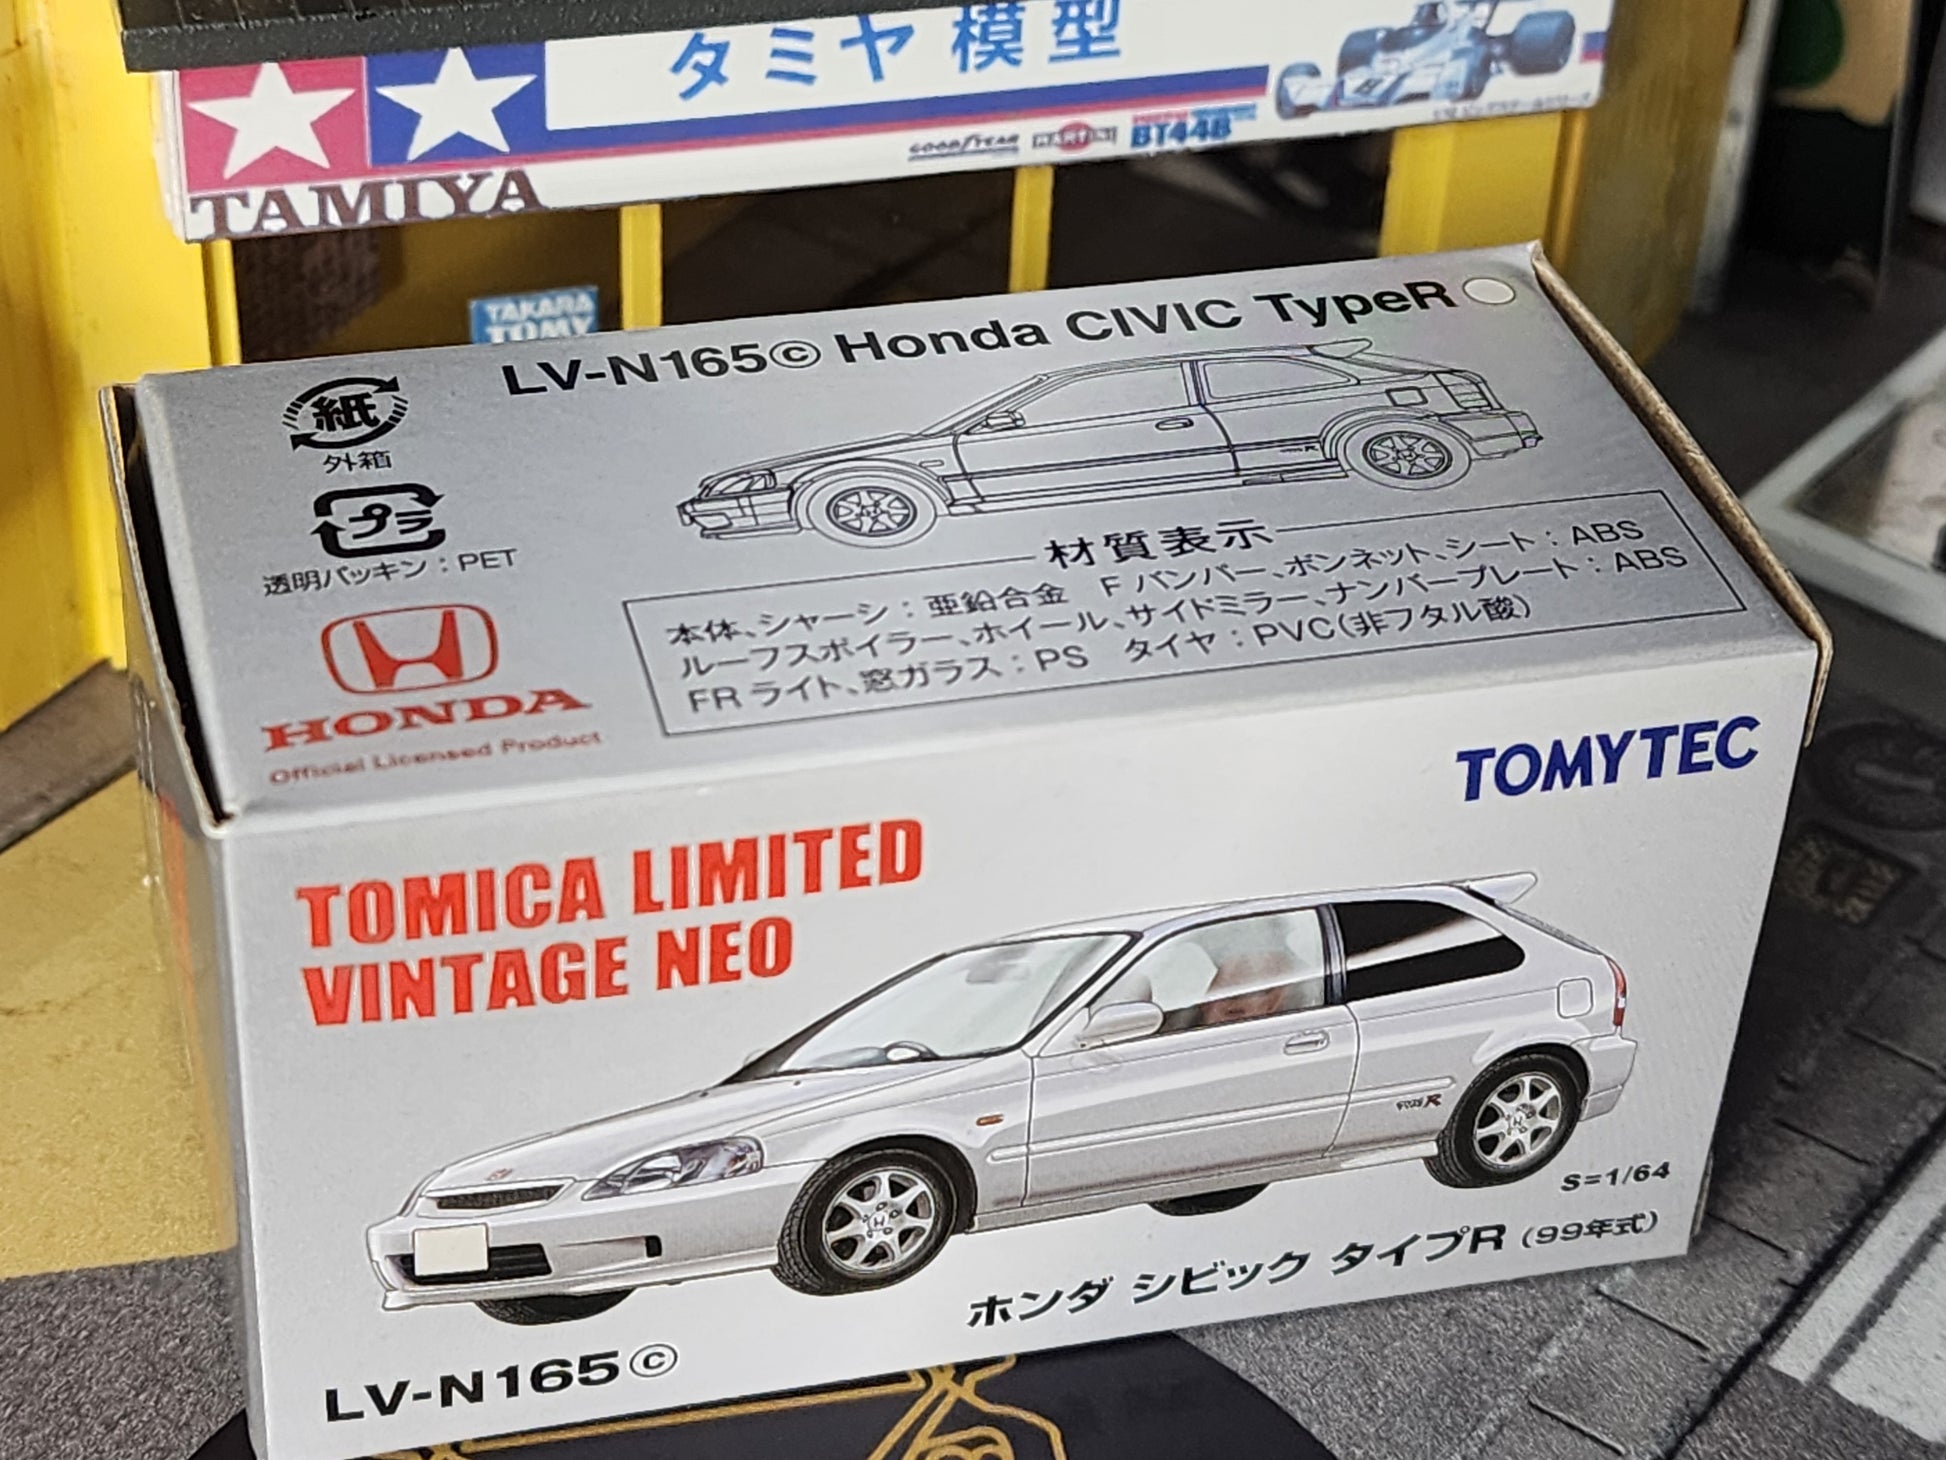 タミヤ模型
GOODYEAR
MARTINI
BT44B
TAMIYA
TAKARA
TOMY
LV-N165© Honda CIVIC TypeR
紙
外箱
プラ
透明パッキン：PET
材質表示
本体、シャーシ：亜鉛合金 Fバンパー、ボンネット、シート：ABS
ルーフスポイラー、ホイール、サイドミラー、ナンバープレート：ABS
FRライト、窓ガラス：PS タイヤ：PVC(非フタル酸)
HONDA
Official Licensed Product
TOMYTEC
TOMICA LIMITED
VINTAGE NEO
S=1/64
ホンダ シビック タイプR (99年式)
LV-N165©